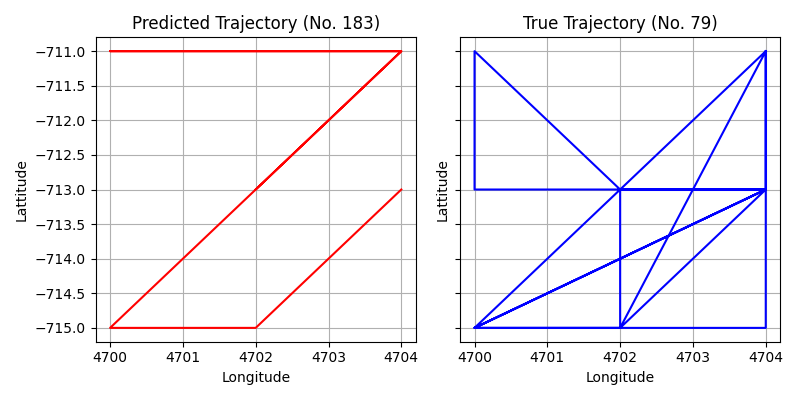 Predicted Trajectory (No. 183)
True Trajectory (No. 79)
−711.0
−711.5
−712.0
−712.5
−713.0
−713.5
−714.0
−714.5
−715.0
Lattitude
Lattitude
4700 4701 4702 4703 4704
4700 4701 4702 4703 4704
Longitude
Longitude